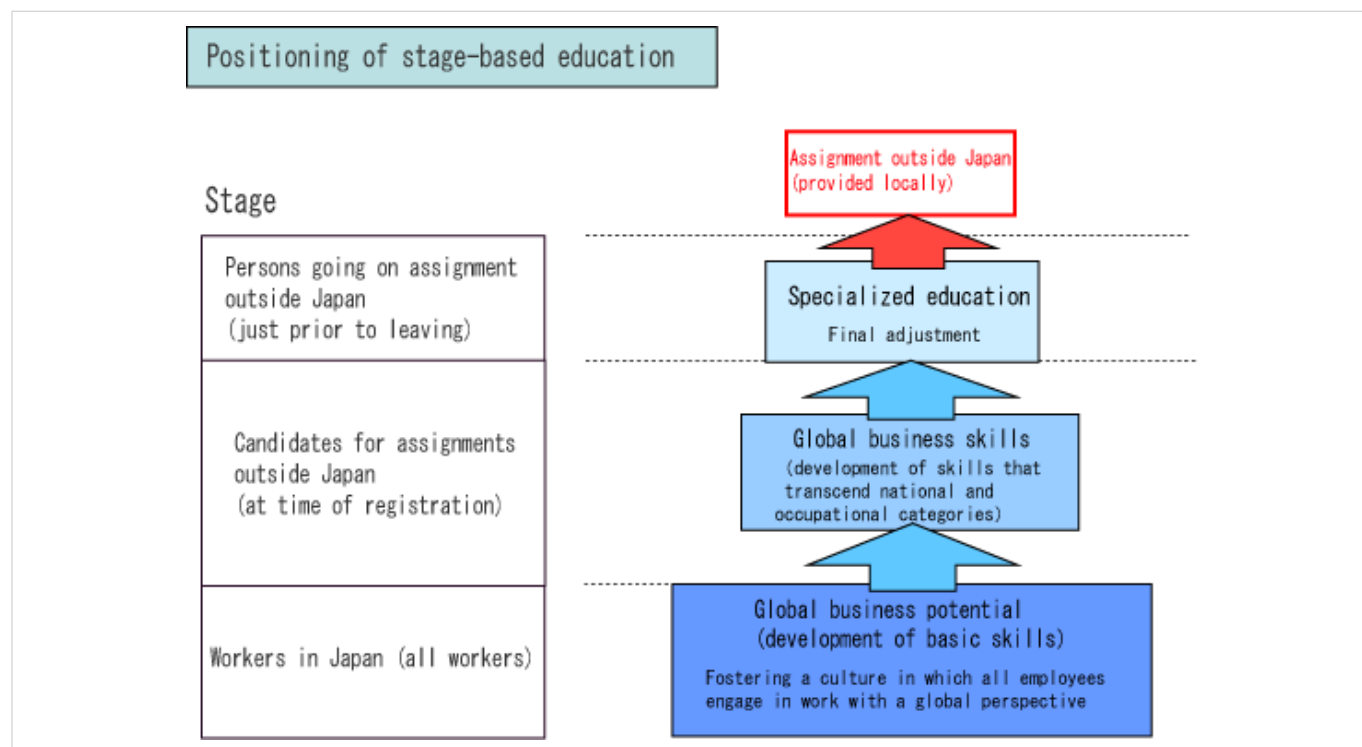 Positioning of stage-based education
Stage
Persons going on assignment
outside Japan
(just prior to leaving)
Candidates for assignments
outside Japan
(at time of registration)
Workers in Japan (all workers)
Assignment outside Japan
(provided locally)
Specialized education
Final adjustment
Global business skills
(development of skills that
transcend national and
occupational categories)
Global business potential
(development of basic skills)
Fostering a culture in which all employees
engage in work with a global perspective